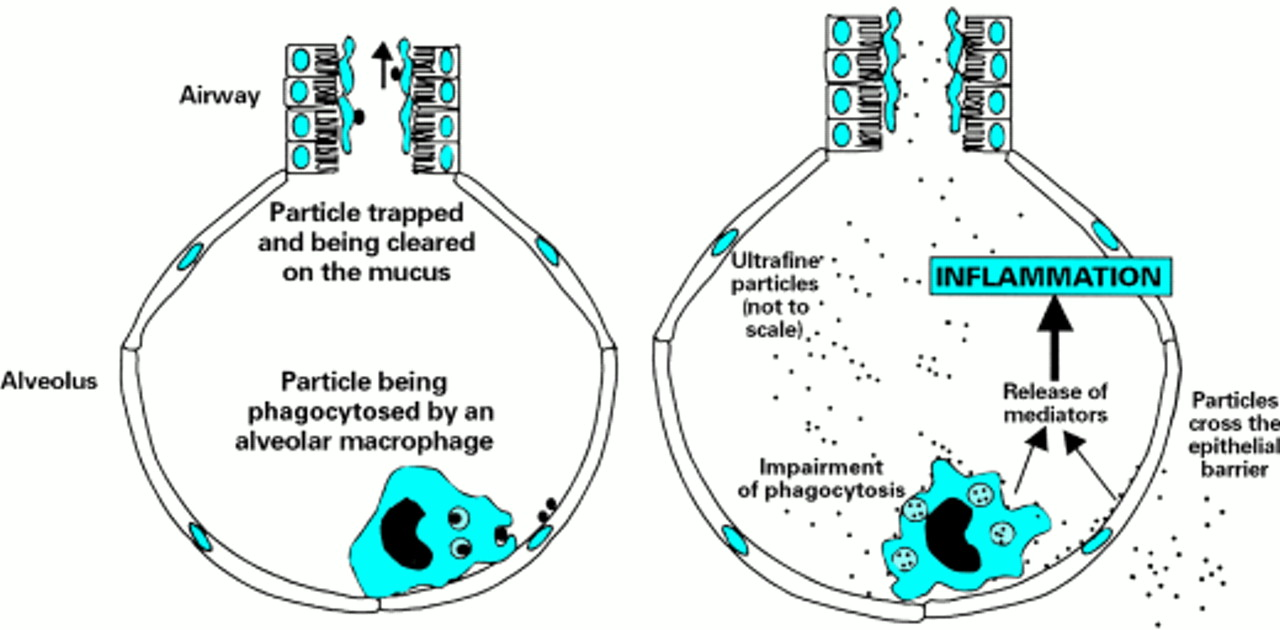 Airway
Particle trapped
and being cleared
on the mucus
Alveolus
Particle being
phagocytosed by an
alveolar macrophage
Ultrafine
particles
(not to
scale)
INFLAMMATION
Release of
mediators
Particles
cross the
epithelial
barrier
Impairment
of phagocytosis